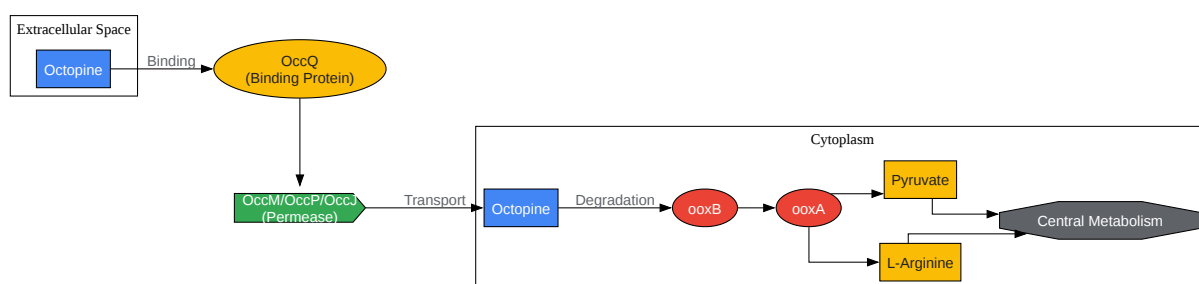 Extracellular Space
Octopine
Binding
OccQ
(Binding Protein)
OccM/OccP/OccJ
(Permease)
Transport
Cytoplasm
Octopine
Degradation
ooxB
ooxA
Pyruvate
L-Arginine
Central Metabolism